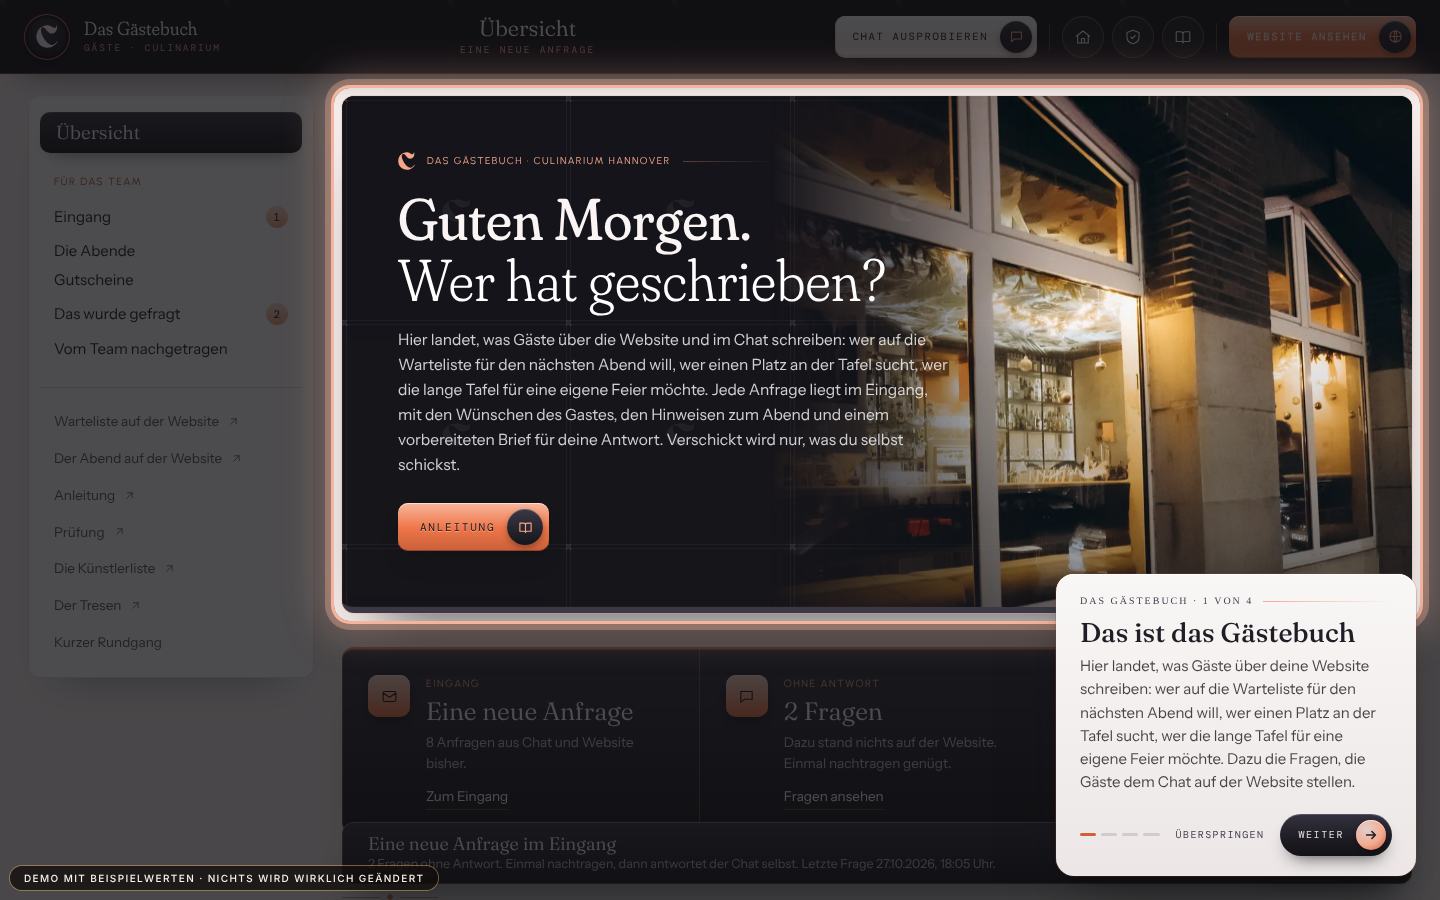 Das Gästebuch
GÄSTE · CULINARIUM
Übersicht
EINE NEUE ANFRAGE
CHAT AUSPROBIEREN
WEBSITE ANSEHEN
Übersicht
FÜR DAS TEAM
Eingang
1
Die Abende
Gutscheine
Das wurde gefragt
2
Vom Team nachgetragen
Warteliste auf der Website
Der Abend auf der Website
Anleitung
Prüfung
Die Künstlerliste
Der Tresen
Kurzer Rundgang
DAS GÄSTEBUCH · CULINARIUM HANNOVER
Guten Morgen.
Wer hat geschrieben?
Hier landet, was Gäste über die Website und im Chat schreiben: wer auf die
Warteliste für den nächsten Abend will, wer einen Platz an der Tafel sucht, wer
die lange Tafel für eine eigene Feier möchte. Jede Anfrage liegt im Eingang,
mit den Wünschen des Gastes, den Hinweisen zum Abend und einem
vorbereiteten Brief für deine Antwort. Verschickt wird nur, was du selbst
schickst.
ANLEITUNG
EINGANG
Eine neue Anfrage
8 Anfragen aus Chat und Website
bisher.
Zum Eingang
OHNE ANTWORT
2 Fragen
Dazu stand nichts auf der Website.
Einmal nachtragen genügt.
Fragen ansehen
Eine neue Anfrage im Eingang
2 Fragen ohne Antwort. Einmal nachtragen, dann antwortet der Chat selbst. Letzte Frage 27.10.2026, 18:05 Uhr.
DAS GÄSTEBUCH · 1 VON 4
Das ist das Gästebuch
Hier landet, was Gäste über deine Website
schreiben: wer auf die Warteliste für den
nächsten Abend will, wer einen Platz an der
Tafel sucht, wer die lange Tafel für eine
eigene Feier möchte. Dazu die Fragen, die
Gäste dem Chat auf der Website stellen.
ÜBERSPRINGEN
WEITER
DEMO MIT BEISPIELWERTEN · NICHTS WIRD WIRKLICH GEÄNDERT